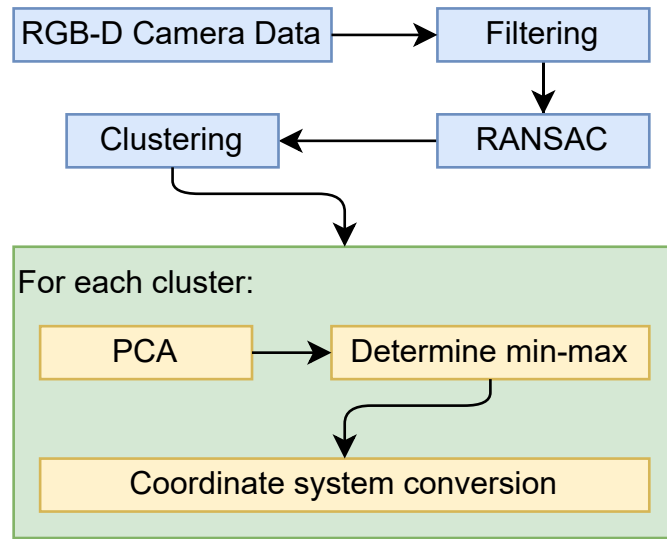 RGB-D Camera Data
Filtering
RANSAC
Clustering
For each cluster:
PCA
Determine min-max
Coordinate system conversion